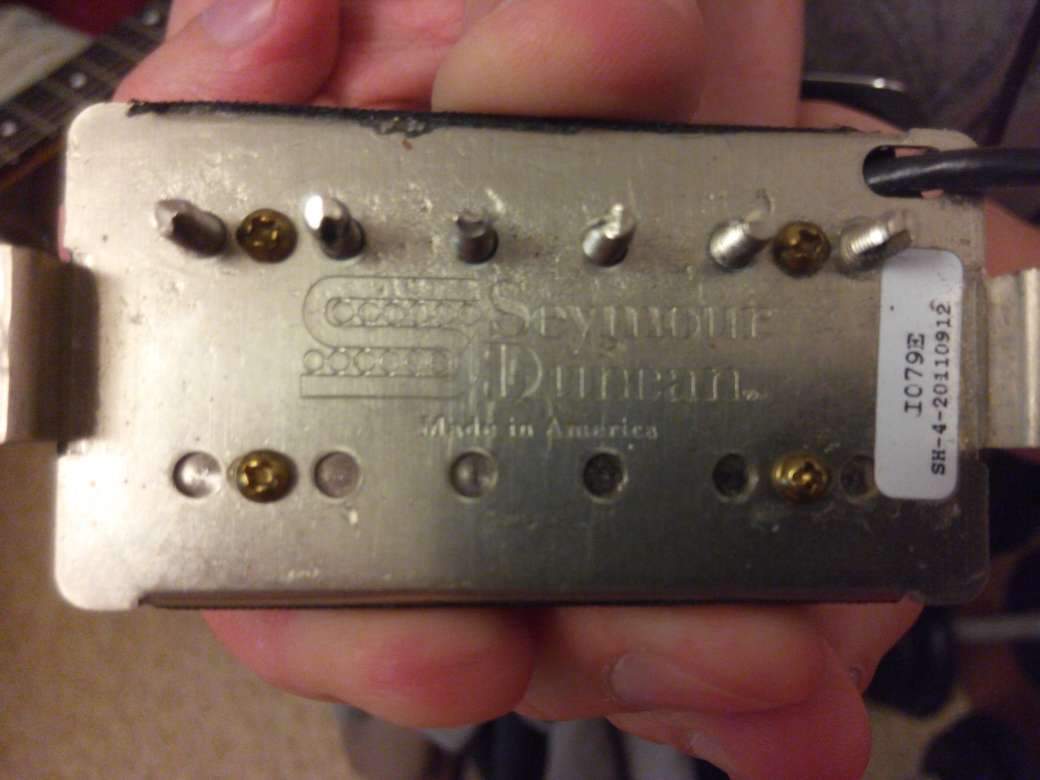 Seymour
Duncan
Made in America
I079E
SH-4-20110912